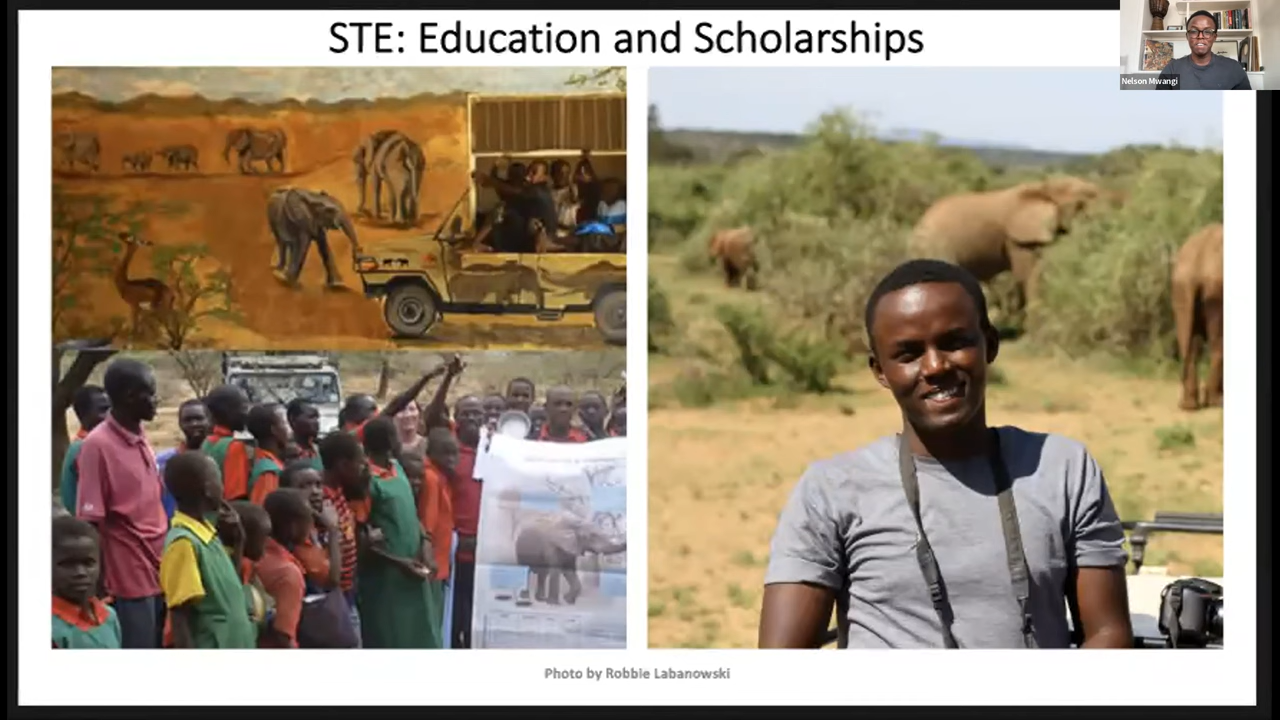 STE: Education and Scholarships
Nelson Mwangi
Photo by Robbie Labanowski